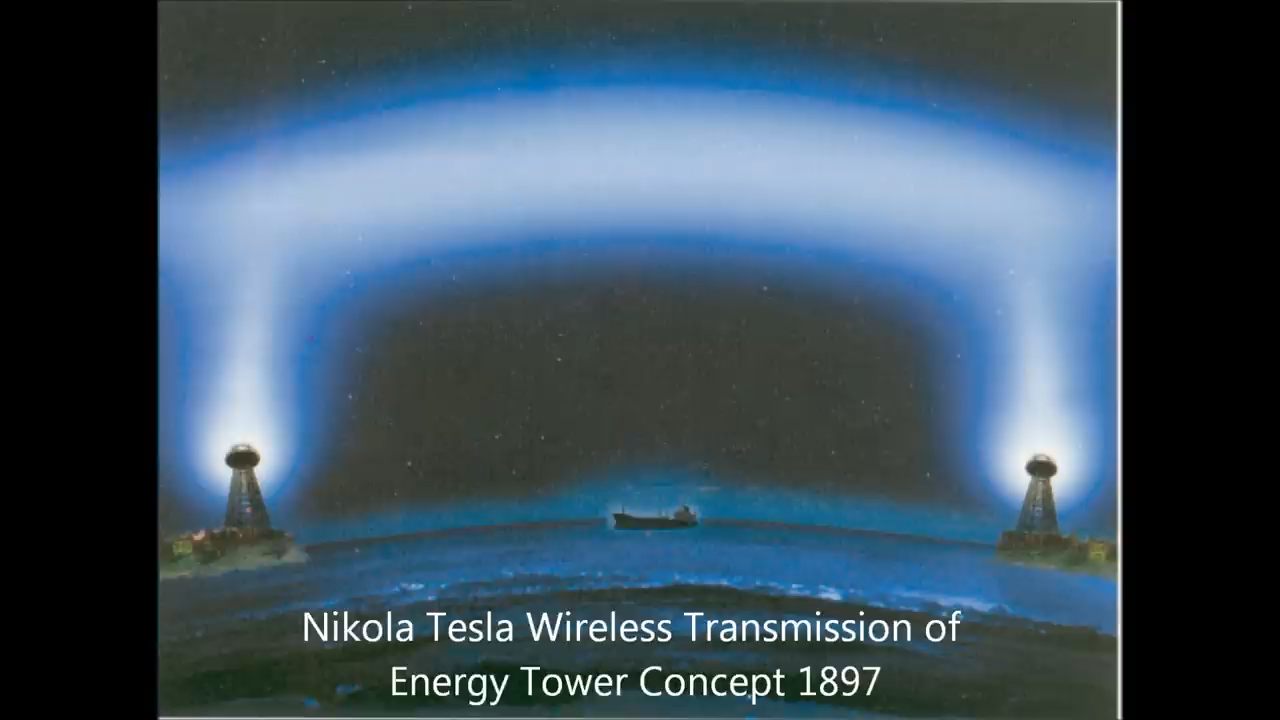 Nikola Tesla Wireless Transmission of
Energy Tower Concept 1897